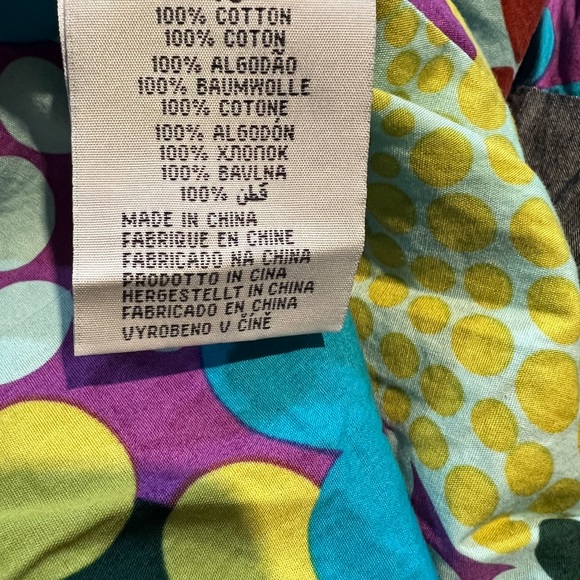 100% COTTON
100% COTON
100% ALGODÃO
100% BAUMWOLLE
100% COTONE
100% ALGODÓN
100% ХЛОПОК
100% BAVLNA
100% قطن
MADE IN CHINA
FABRIQUE EN CHINE
FABRICADO NA CHINA
PRODOTTO IN CINA
HERGESTELLT IN CHINA
FABRICADO EN CHINA
VYROBENO V ČÍNĚ